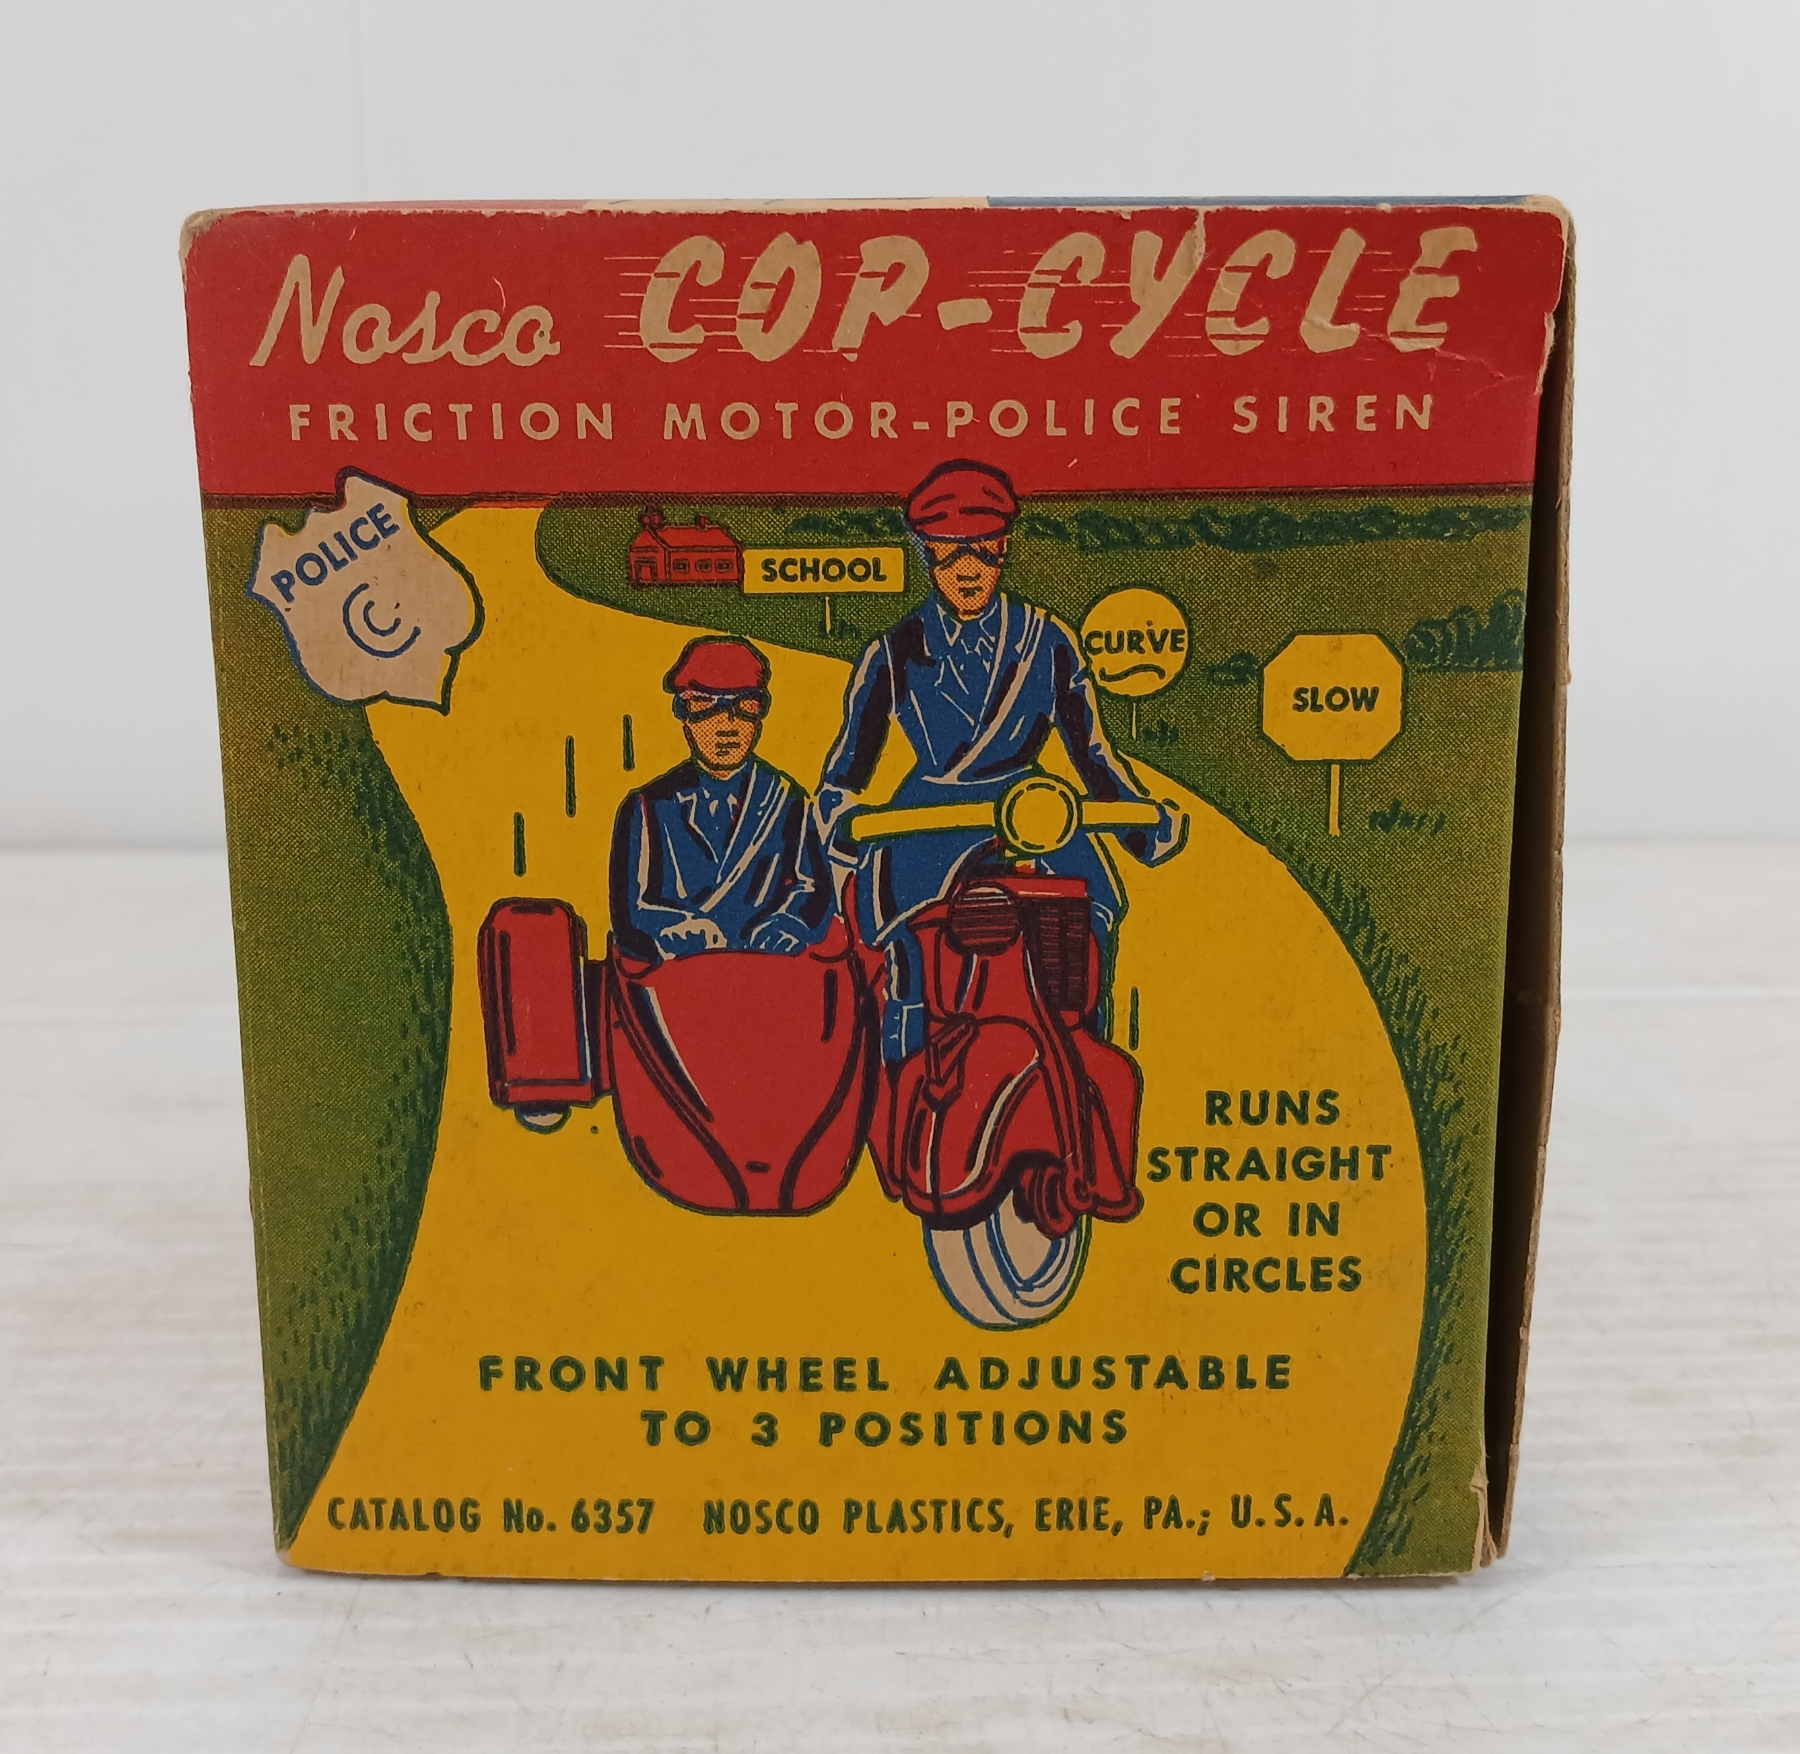 Nosco COP-CYCLE
FRICTION MOTOR-POLICE SIREN
POLICE
C
SCHOOL
CURVE
SLOW
RUNS
STRAIGHT
OR IN
CIRCLES
FRONT WHEEL ADJUSTABLE
TO 3 POSITIONS
CATALOG No. 6357 NOSCO PLASTICS, ERIE, PA.; U.S.A.